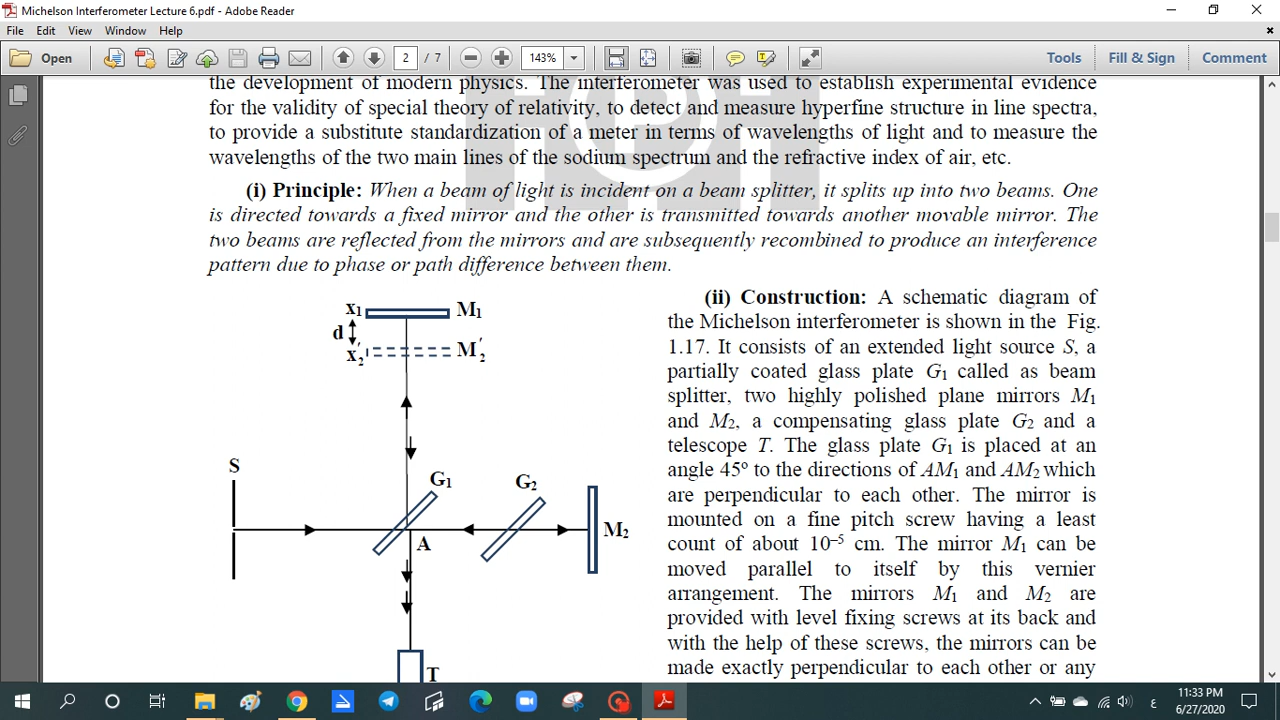 Michelson Interferometer Lecture 6.pdf - Adobe Reader
File Edit View Window Help
Open 2 / 7 143% Tools Fill & Sign Comment
the development of modern physics. The interferometer was used to establish experimental evidence
for the validity of special theory of relativity, to detect and measure hyperfine structure in line spectra,
to provide a substitute standardization of a meter in terms of wavelengths of light and to measure the
wavelengths of the two main lines of the sodium spectrum and the refractive index of air, etc.
(i) Principle: When a beam of light is incident on a beam splitter, it splits up into two beams. One
is directed towards a fixed mirror and the other is transmitted towards another movable mirror. The
two beams are reflected from the mirrors and are subsequently recombined to produce an interference
pattern due to phase or path difference between them.
x₁ M₁
d
x₂′ M₂′
S
G₁
G₂
A
M₂
T
(ii) Construction: A schematic diagram of
the Michelson interferometer is shown in the Fig.
1.17. It consists of an extended light source S, a
partially coated glass plate G₁ called as beam
splitter, two highly polished plane mirrors M₁
and M₂, a compensating glass plate G₂ and a
telescope T. The glass plate G₁ is placed at an
angle 45º to the directions of AM₁ and AM₂ which
are perpendicular to each other. The mirror is
mounted on a fine pitch screw having a least
count of about 10⁻⁵ cm. The mirror M₁ can be
moved parallel to itself by this vernier
arrangement. The mirrors M₁ and M₂ are
provided with level fixing screws at its back and
with the help of these screws, the mirrors can be
made exactly perpendicular to each other or any
ع
11:33 PM
6/27/2020